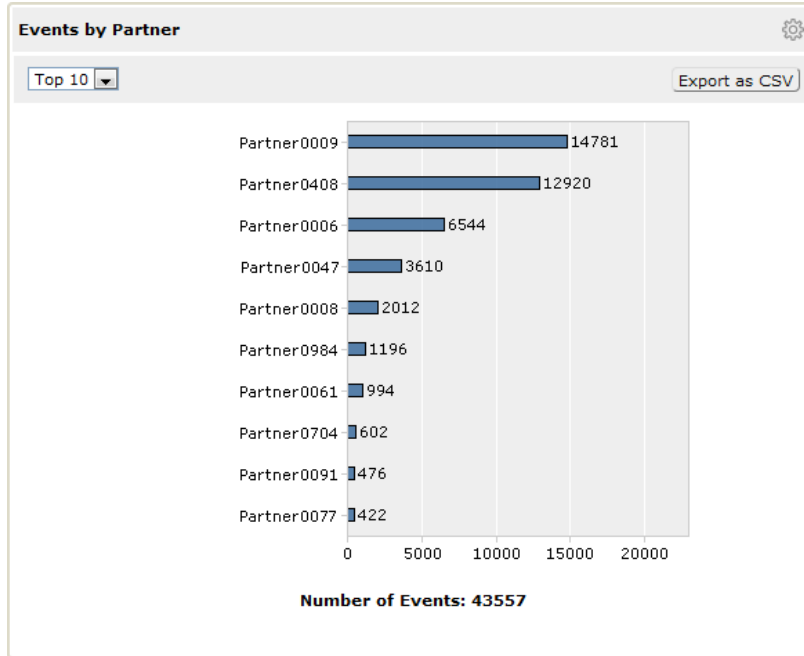 Events by Partner
Top 10
Export as CSV
Partner0009 14781
Partner0408 12920
Partner0006 6544
Partner0047 3610
Partner0008 2012
Partner0984 1196
Partner0061 994
Partner0704 602
Partner0091 476
Partner0077 422
0 5000 10000 15000 20000
Number of Events: 43557